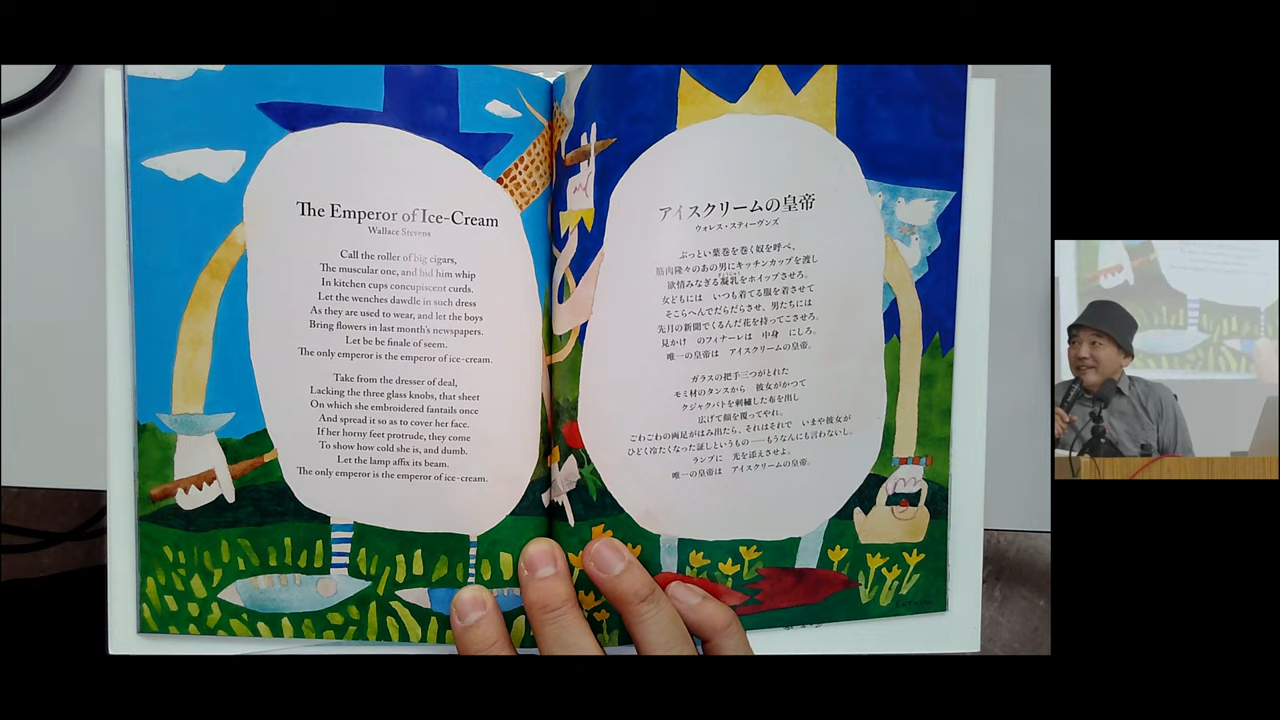 The Emperor of Ice-Cream
Wallace Stevens
Call the roller of big cigars,
The muscular one, and bid him whip
In kitchen cups concupiscent curds.
Let the wenches dawdle in such dress
As they are used to wear, and let the boys
Bring flowers in last month's newspapers.
Let be be finale of seem.
The only emperor is the emperor of ice-cream.
Take from the dresser of deal,
Lacking the three glass knobs, that sheet
On which she embroidered fantails once
And spread it so as to cover her face.
If her horny feet protrude, they come
To show how cold she is, and dumb.
Let the lamp affix its beam.
The only emperor is the emperor of ice-cream.
アイスクリームの皇帝
ウォレス・スティーヴンズ
ぶっとい葉巻を巻く奴を呼べ、
筋肉隆々のあの男にキッチンカップを渡し
欲情みなぎる凝乳をホイップさせろ。
女どもには いつも着てる服を着させて
そこらへんでだらだらさせ、男たちには
先月の新聞でくるんだ花を持ってこさせろ。
見かけ のフィナーレは 中身 にしろ。
唯一の皇帝は アイスクリームの皇帝。
ガラスの把手三つがとれた
モミ材のタンスから 彼女がかつて
クジャクバトを刺繍した布を出し
広げて顔を覆ってやれ。
ごわごわの両足がはみ出たら、それはそれで いまや彼女が
ひどく冷たくなった証しというもの——もうなんにも言わないし。
ランプに 光を添えさせよ。
唯一の皇帝は アイスクリームの皇帝。